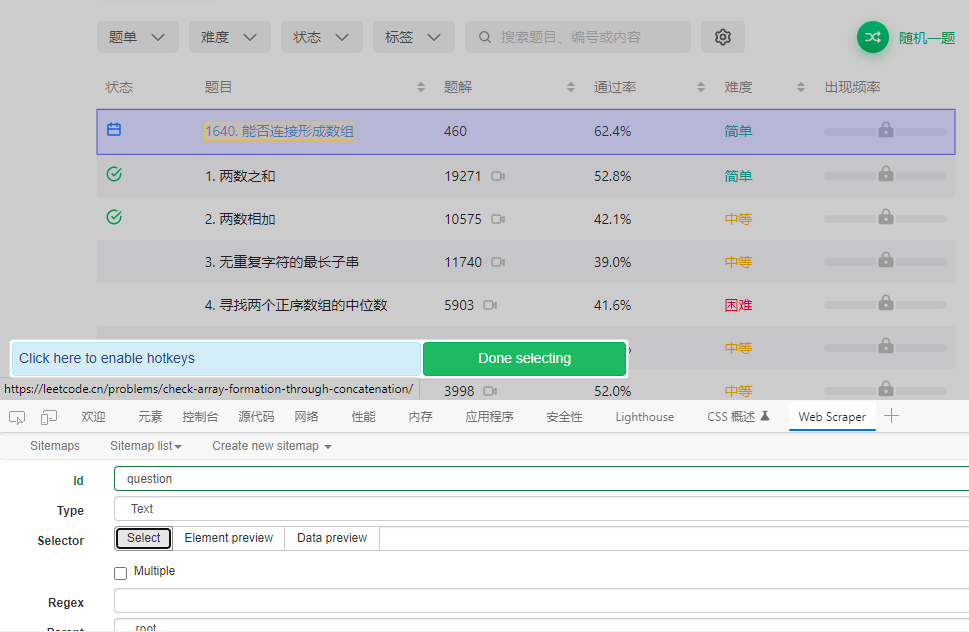 题单 难度 状态 标签 搜索题目、编号或内容 随机一题
状态 题目 题解 通过率 难度 出现频率
1640. 能否连接形成数组 460 62.4% 简单
1. 两数之和 19271 52.8% 简单
2. 两数相加 10575 42.1% 中等
3. 无重复字符的最长子串 11740 39.0% 中等
4. 寻找两个正序数组的中位数 5903 41.6% 困难
中等
Click here to enable hotkeys Done selecting
https://leetcode.cn/problems/check-array-formation-through-concatenation/ 3998 52.0% 中等
欢迎 元素 控制台 源代码 网络 性能 内存 应用程序 安全性 Lighthouse CSS 概述 Web Scraper
Sitemaps Sitemap list Create new sitemap
Id question
Type Text
Selector Select Element preview Data preview
Multiple
Regex
Parent root